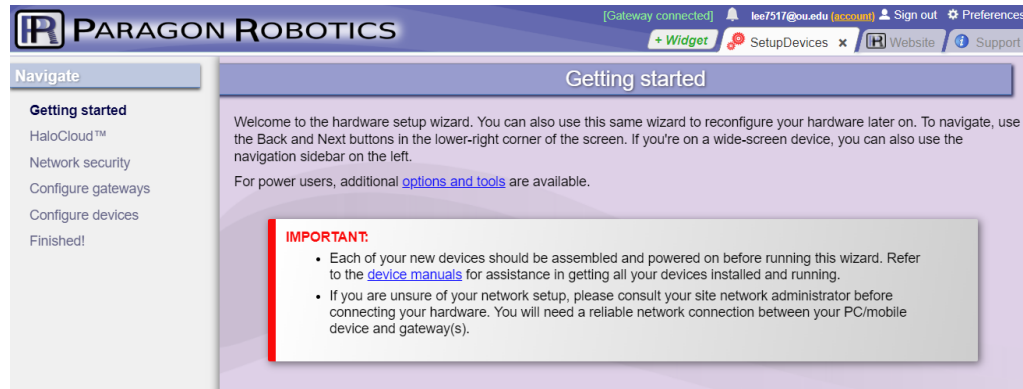 PARAGON ROBOTICS
[Gateway connected] lee7517@ou.edu (account) Sign out Preferences
+ Widget SetupDevices x Website Support
Navigate
Getting started
HaloCloud™
Network security
Configure gateways
Configure devices
Finished!
Getting started
Welcome to the hardware setup wizard. You can also use this same wizard to reconfigure your hardware later on. To navigate, use
the Back and Next buttons in the lower-right corner of the screen. If you're on a wide-screen device, you can also use the
navigation sidebar on the left.
For power users, additional options and tools are available.
IMPORTANT:
• Each of your new devices should be assembled and powered on before running this wizard. Refer
to the device manuals for assistance in getting all your devices installed and running.
• If you are unsure of your network setup, please consult your site network administrator before
connecting your hardware. You will need a reliable network connection between your PC/mobile
device and gateway(s).